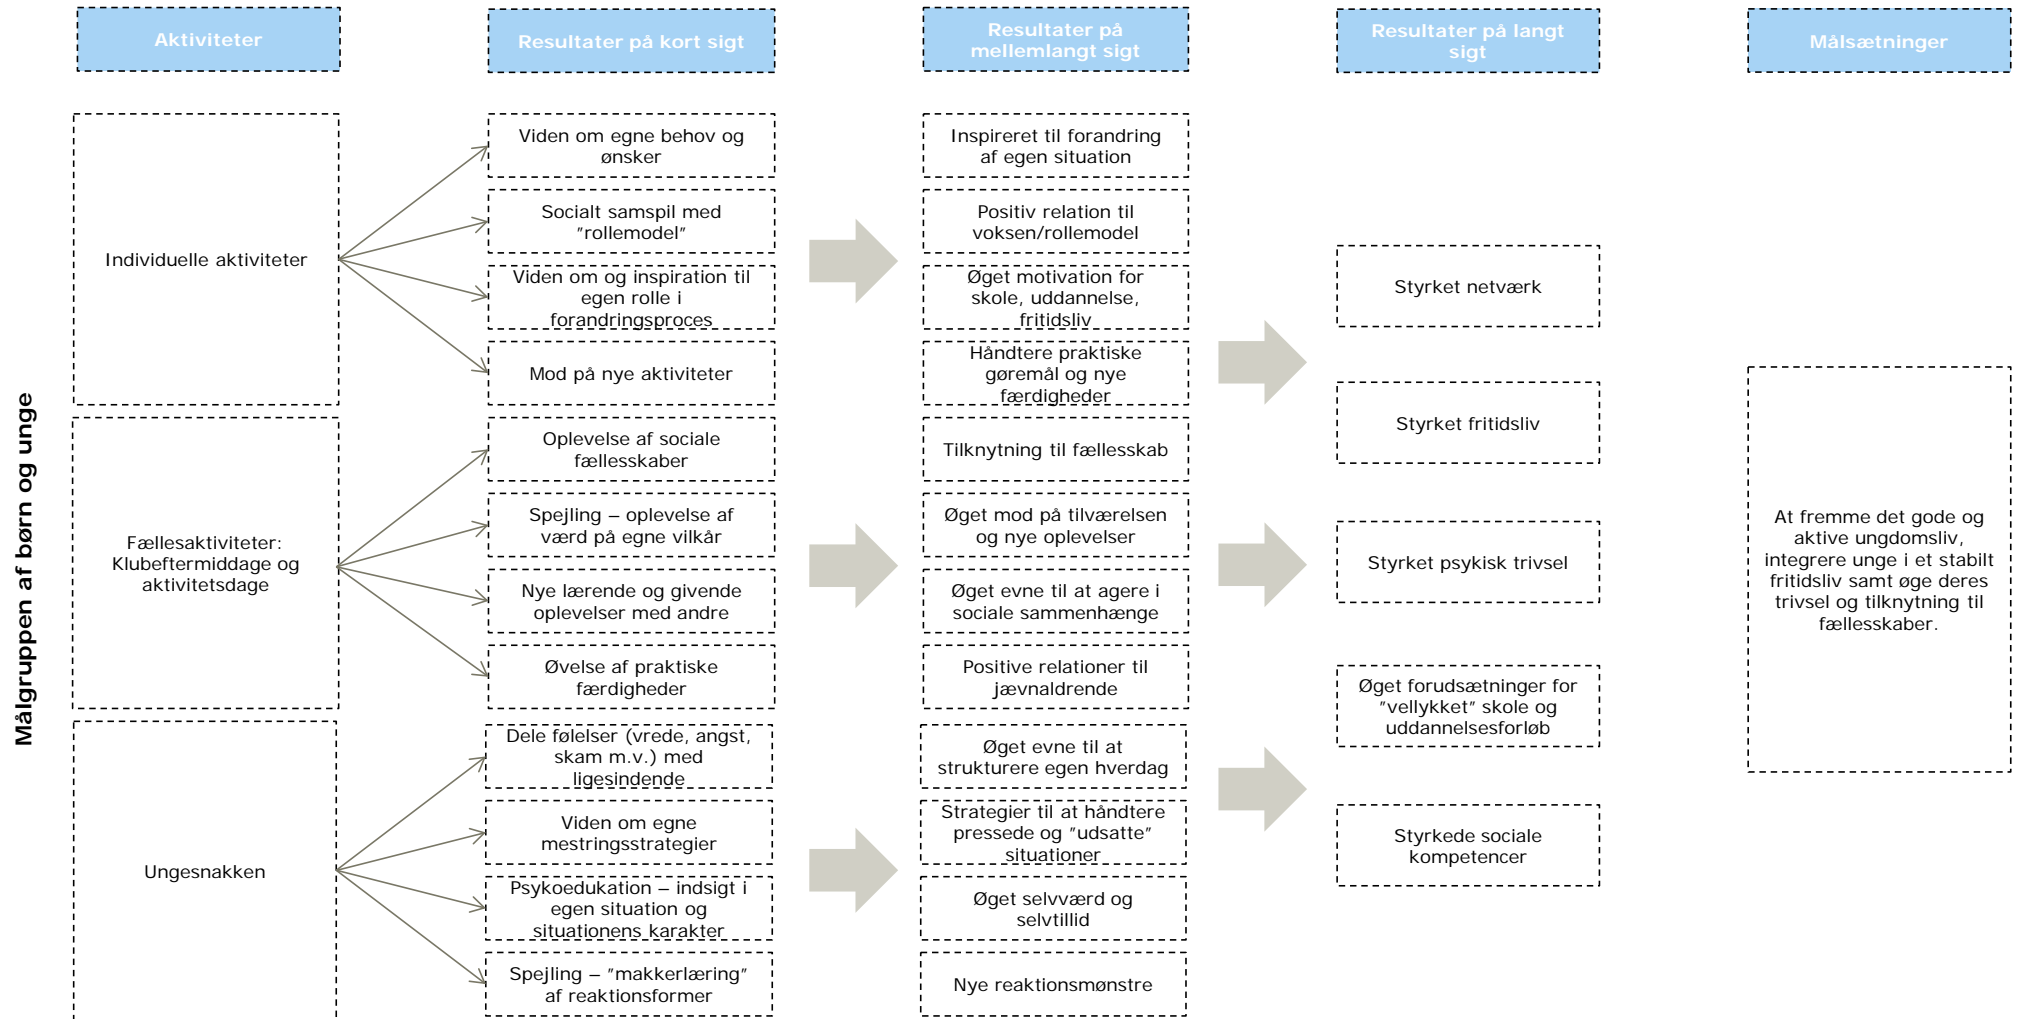 Aktiviteter
Resultater på kort sigt
Resultater på
mellemlangt sigt
Resultater på langt
sigt
Målsætninger
Målgruppen af børn og unge
Individuelle aktiviteter
Viden om egne behov og
ønsker
Socialt samspil med
"rollemodel"
Viden om og inspiration til
egen rolle i
forandringsproces
Mod på nye aktiviteter
Inspireret til forandring
af egen situation
Positiv relation til
voksen/rollemodel
Øget motivation for
skole, uddannelse,
fritidsliv
Håndtere praktiske
gøremål og nye
færdigheder
Fællesaktiviteter:
Klubeftermiddage og
aktivitetsdage
Oplevelse af sociale
fællesskaber
Spejling – oplevelse af
værd på egne vilkår
Nye lærende og givende
oplevelser med andre
Øvelse af praktiske
færdigheder
Tilknytning til fællesskab
Øget mod på tilværelsen
og nye oplevelser
Øget evne til at agere i
sociale sammenhænge
Positive relationer til
jævnaldrende
Ungesnakken
Dele følelser (vrede, angst,
skam m.v.) med
ligesindende
Viden om egne
mestringsstrategier
Psykoedukation – indsigt i
egen situation og
situationens karakter
Spejling – "makkerlæring"
af reaktionsformer
Øget evne til at
strukturere egen hverdag
Strategier til at håndtere
pressede og "udsatte"
situationer
Øget selvværd og
selvtillid
Nye reaktionsmønstre
Styrket netværk
Styrket fritidsliv
Styrket psykisk trivsel
Øget forudsætninger for
"vellykket" skole og
uddannelsesforløb
Styrkede sociale
kompetencer
At fremme det gode og
aktive ungdomsliv,
integrere unge i et stabilt
fritidsliv samt øge deres
trivsel og tilknytning til
fællesskaber.